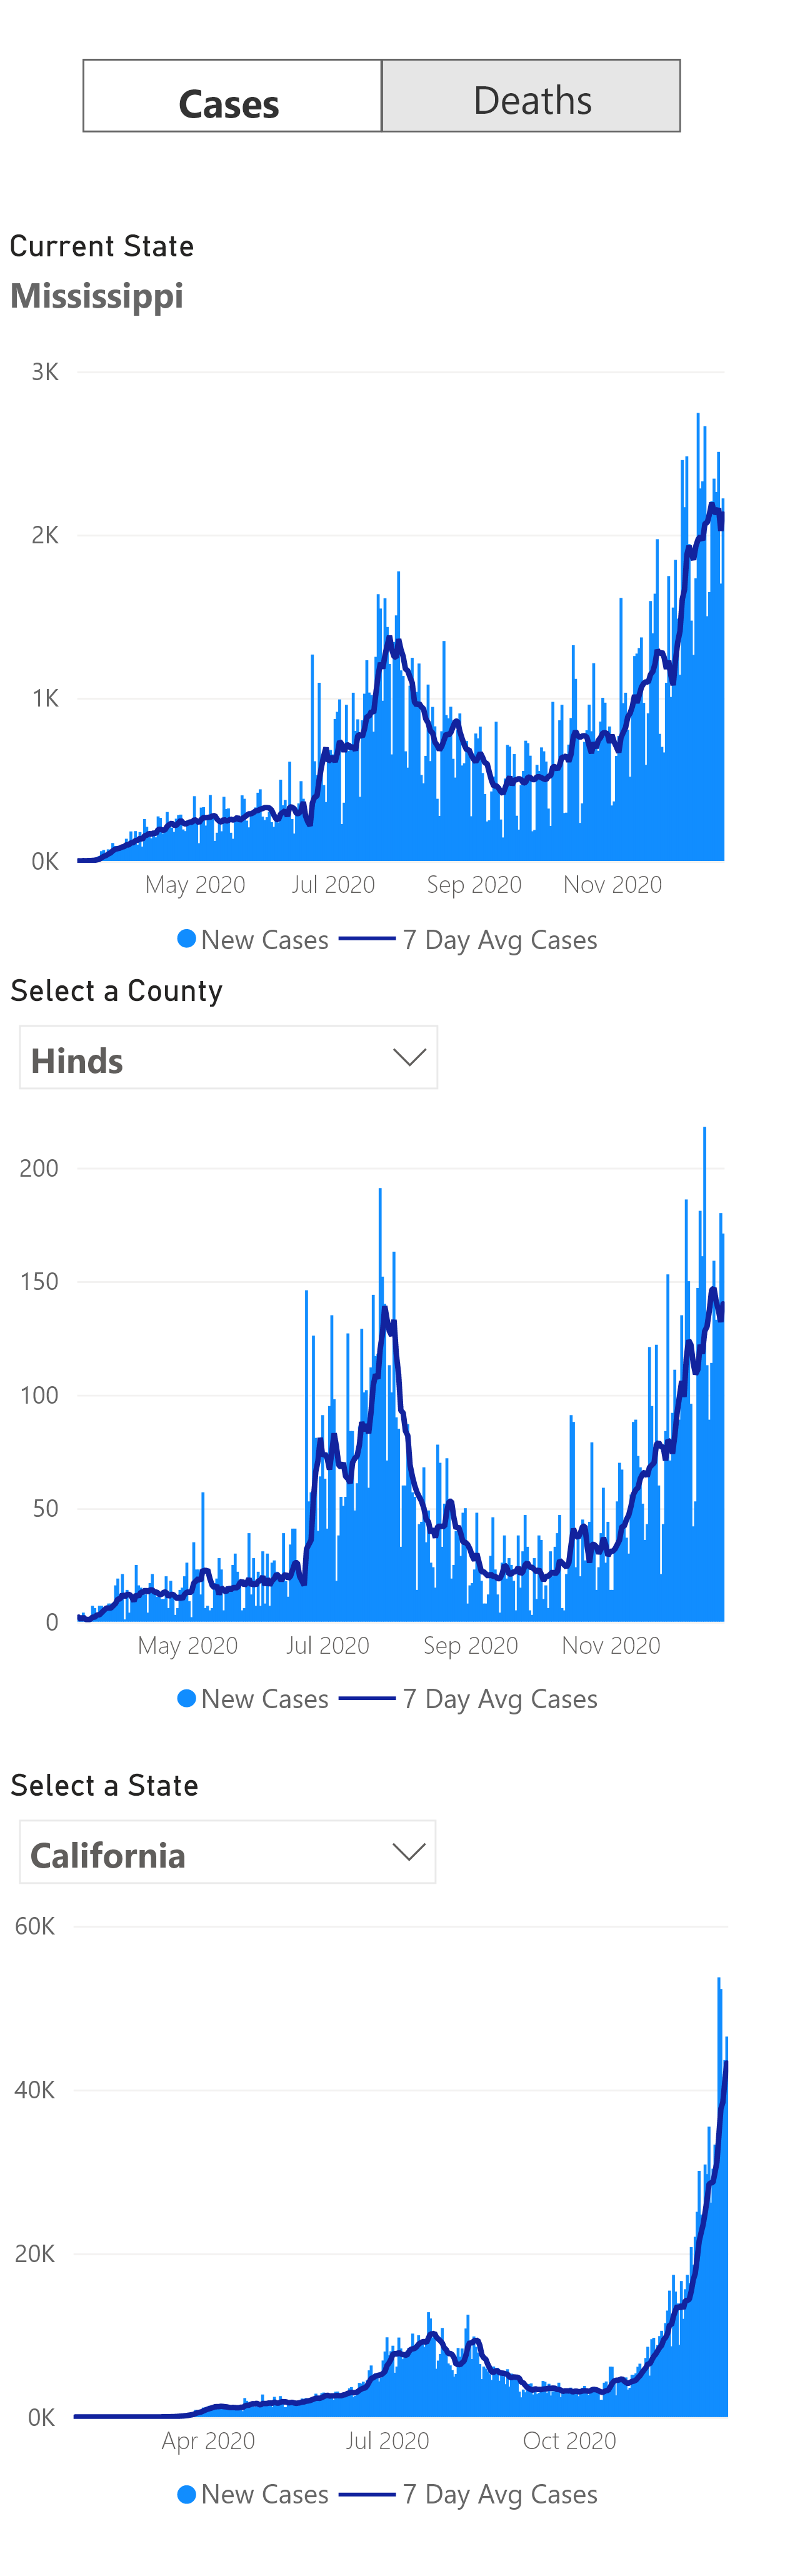 Cases Deaths
Current State
Mississippi
3K
2K
1K
0K
May 2020 Jul 2020 Sep 2020 Nov 2020
New Cases 7 Day Avg Cases
Select a County
Hinds
200
150
100
50
0
May 2020 Jul 2020 Sep 2020 Nov 2020
New Cases 7 Day Avg Cases
Select a State
California
60K
40K
20K
0K
Apr 2020 Jul 2020 Oct 2020
New Cases 7 Day Avg Cases